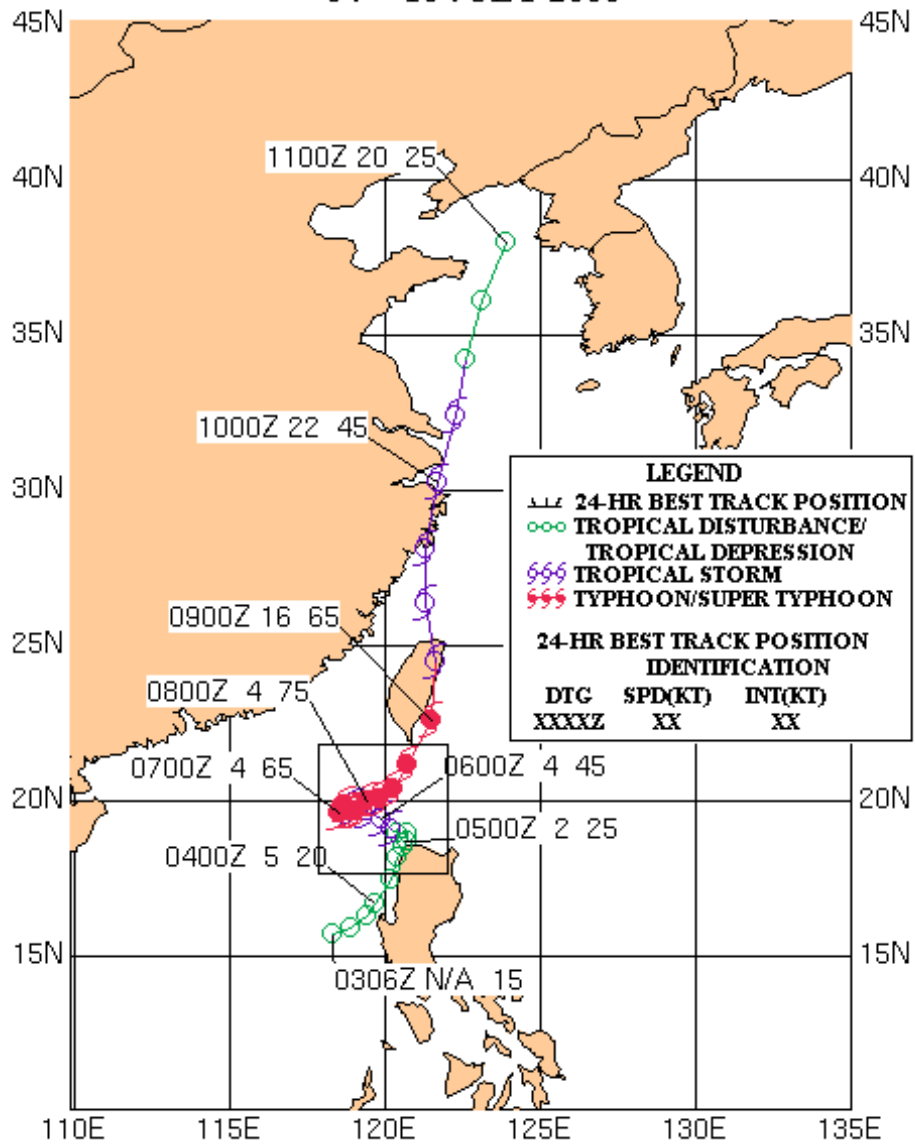 45N 45N
1100Z 20 25
40N 40N
35N 35N
1000Z 22 45
30N
LEGEND
24-HR BEST TRACK POSITION
TROPICAL DISTURBANCE/
TROPICAL DEPRESSION
TROPICAL STORM
TYPHOON/SUPER TYPHOON
24-HR BEST TRACK POSITION
IDENTIFICATION
DTG SPD(KT) INT(KT)
XXXXZ XX XX
0900Z 16 65
25N
0800Z 4 75
0700Z 4 65
0600Z 4 45
20N 20N
0500Z 2 25
0400Z 5 20
15N 15N
0306Z N/A 15
110E 115E 120E 125E 130E 135E